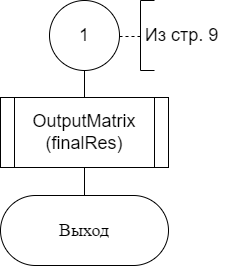 1
Из стр. 9
OutputMatrix
(finalRes)
Выход